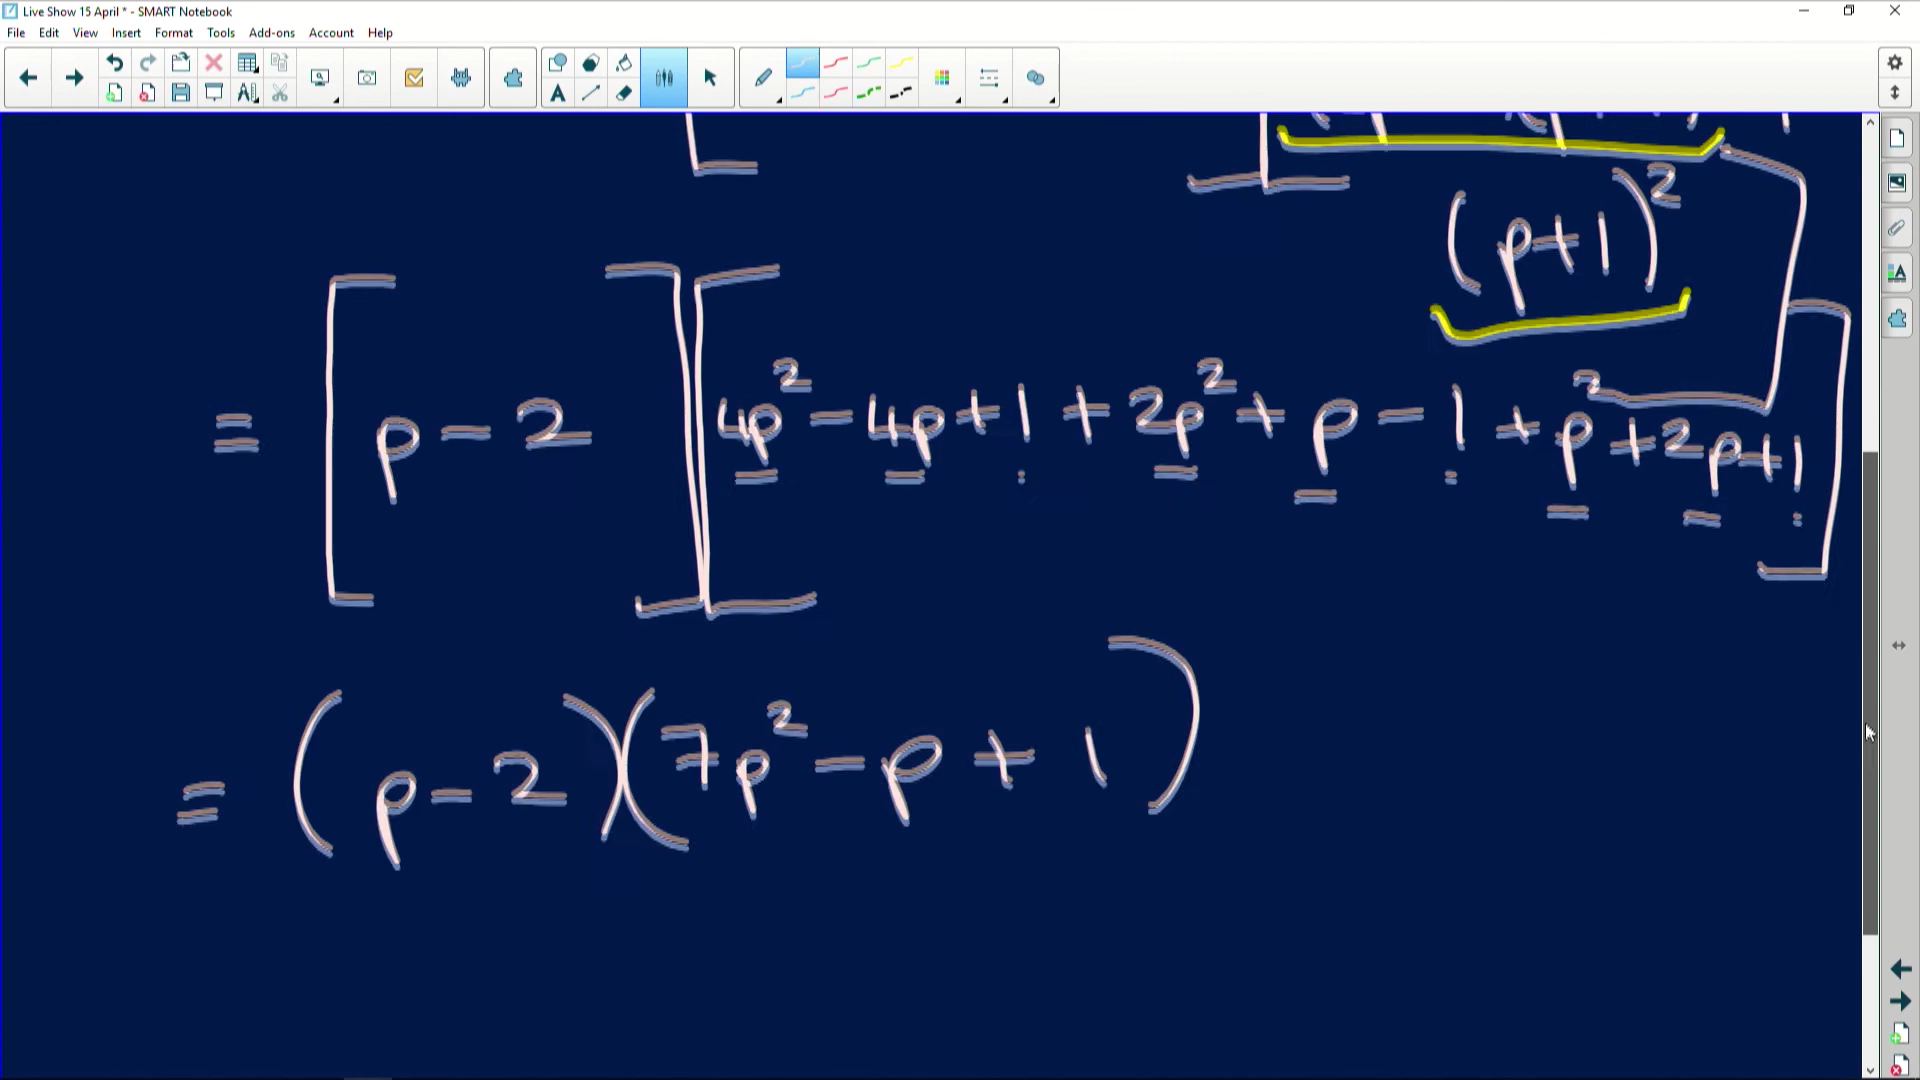 Live Show 15 April * - SMART Notebook
File Edit View Insert Format Tools Add-ons Account Help
(p+1)²
= [p-2][4p²-4p+1+2p²+p-1+p²+2p+1]
= (p-2)(7p²-p+1)